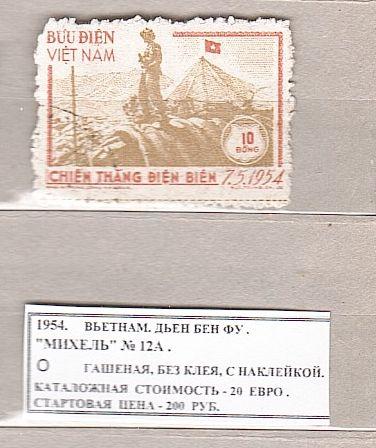 BƯU ĐIỆN
VIỆT NAM
10
ĐỒNG
CHIẾN THẮNG ĐIỆN BIÊN 7.5.1954
1954. ВЬЕТНАМ. ДЬЕН БЕН ФУ.
"МИХЕЛЬ" № 12А.
О ГАШЕНАЯ, БЕЗ КЛЕЯ, С НАКЛЕЙКОЙ.
КАТАЛОЖНАЯ СТОИМОСТЬ - 20 ЕВРО.
СТАРТОВАЯ ЦЕНА - 200 РУБ.